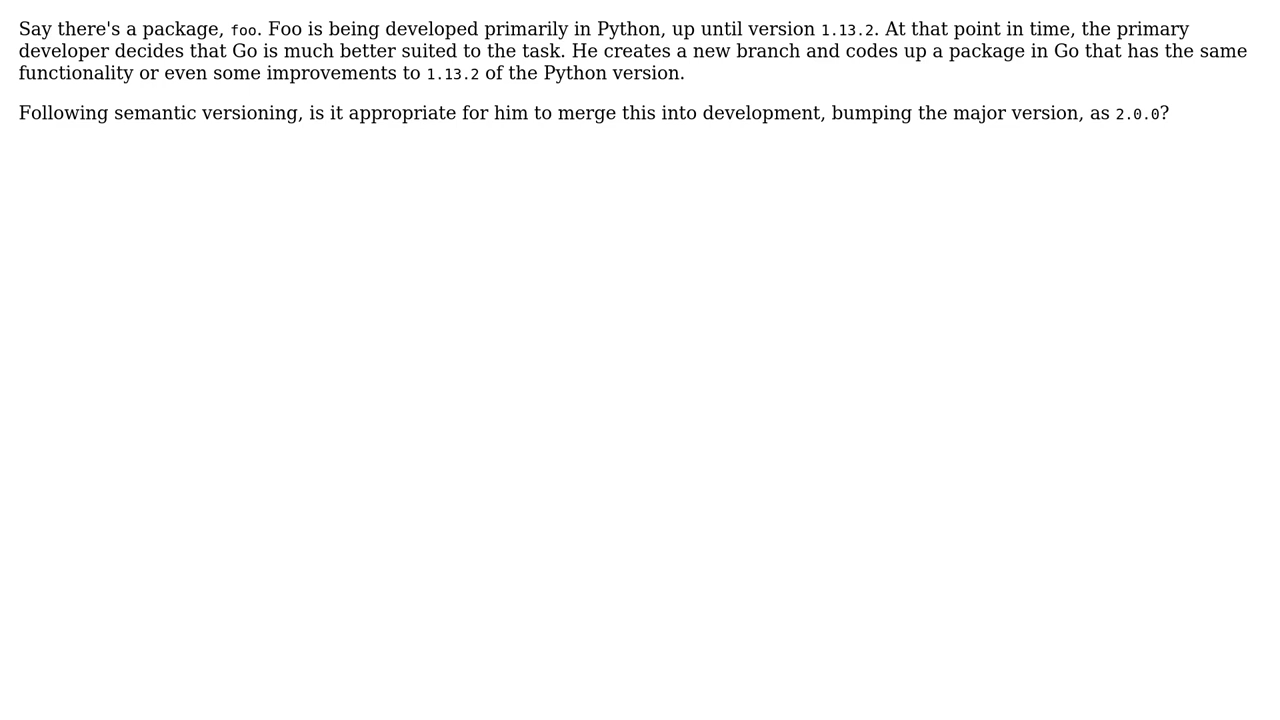 Say there's a package, foo. Foo is being developed primarily in Python, up until version 1.13.2. At that point in time, the primary
developer decides that Go is much better suited to the task. He creates a new branch and codes up a package in Go that has the same
functionality or even some improvements to 1.13.2 of the Python version.
Following semantic versioning, is it appropriate for him to merge this into development, bumping the major version, as 2.0.0?